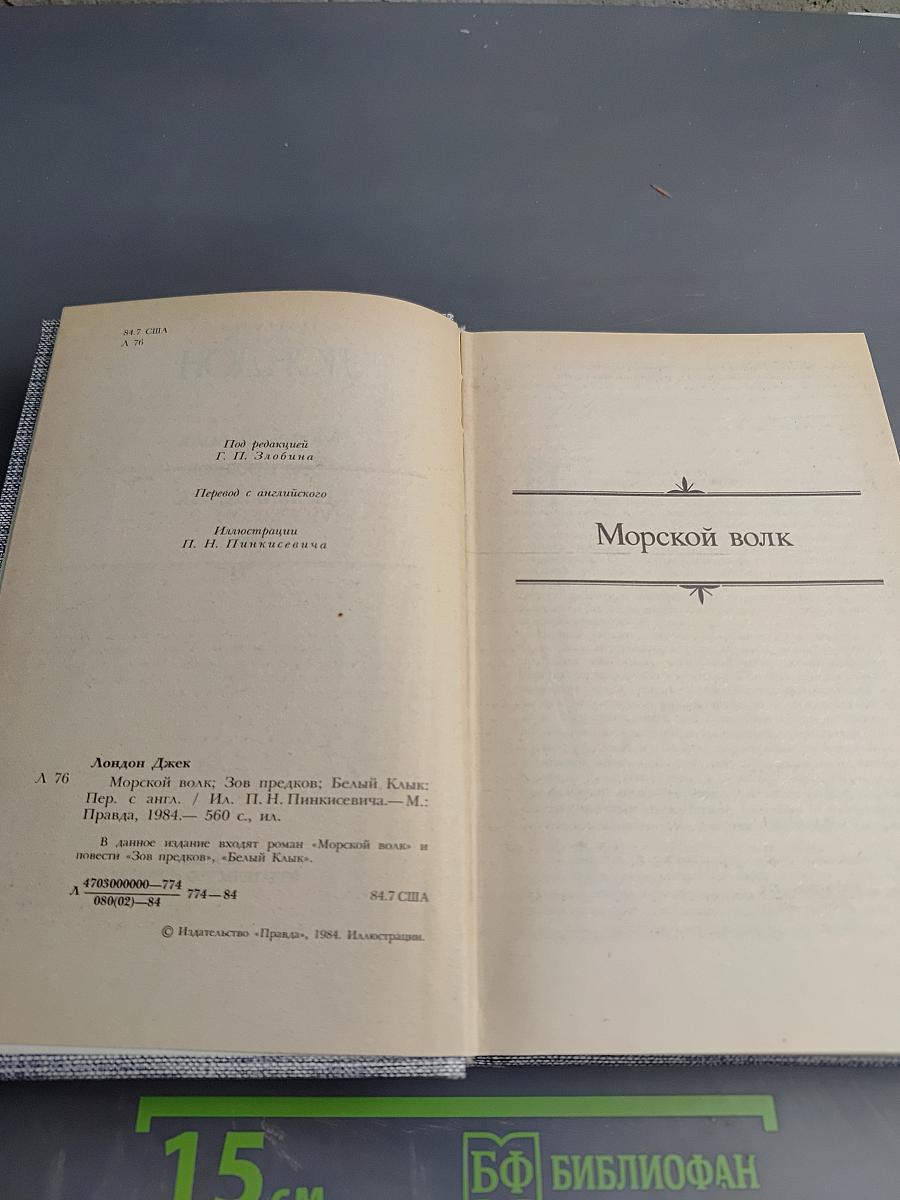 84.7 США
Л 76
Под редакцией
Г. П. Злобина
Перевод с английского
Иллюстрации
П. Н. Пинкисевича
Лондон Джек
Л 76
Морской волк; Зов предков; Белый Клык:
Пер. с англ. / Ил. П. Н. Пинкисевича.— М.:
Правда, 1984.— 560 с., ил.
В данное издание входят роман «Морской волк» и
повести «Зов предков», «Белый Клык».
Л 4703000000—774
080(02)—84
774—84
84.7 США
© Издательство «Правда», 1984. Иллюстрации.
Морской волк
15 см
БФ БИБЛИОФАН